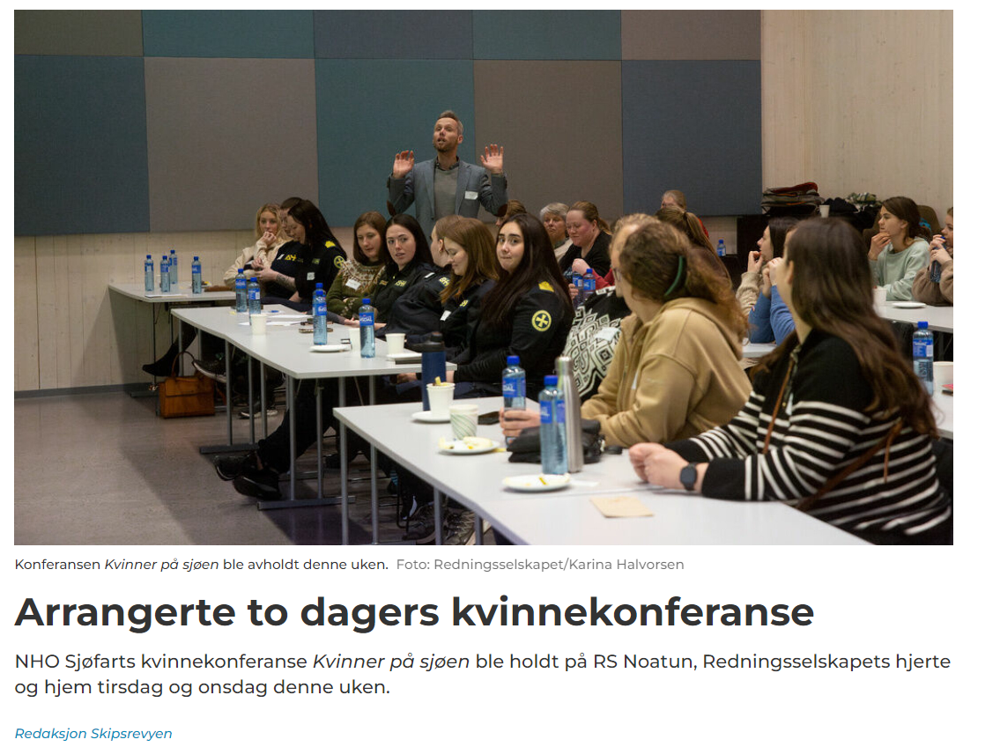 Konferansen Kvinner på sjøen ble avholdt denne uken. Foto: Redningsselskapet/Karina Halvorsen
Arrangerte to dagers kvinnekonferanse
NHO Sjøfarts kvinnekonferanse Kvinner på sjøen ble holdt på RS Noatun, Redningsselskapets hjerte
og hjem tirsdag og onsdag denne uken.
Redaksjon Skipsrevyen